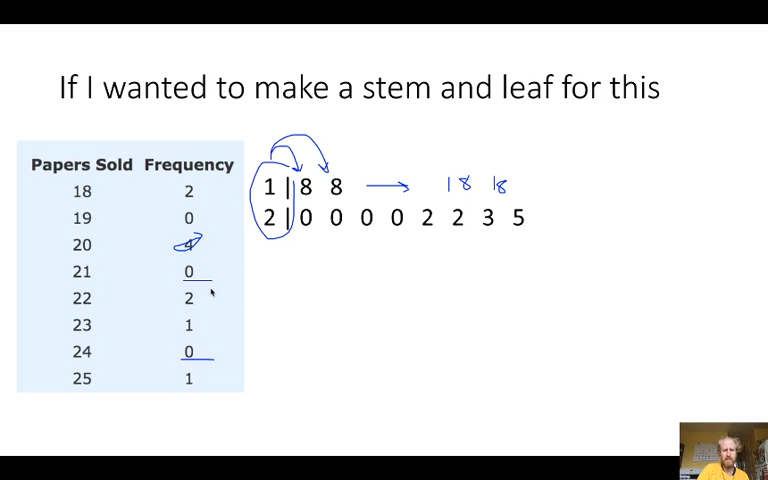 If I wanted to make a stem and leaf for this
Papers Sold Frequency
18 2
19 0
20 4
21 0
22 2
23 1
24 0
25 1
1 | 8 8 → 18 18
2 | 0 0 0 0 2 2 3 5